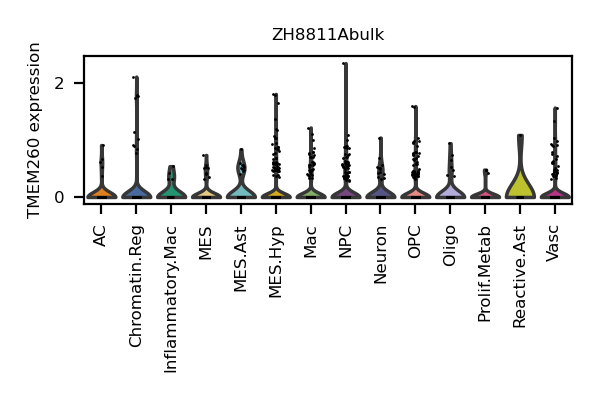 ZH8811Abulk
TMEM260 expression
2
0
AC
Chromatin.Reg
Inflammatory.Mac
MES
MES.Ast
MES.Hyp
Mac
NPC
Neuron
OPC
Oligo
Prolif.Metab
Reactive.Ast
Vasc